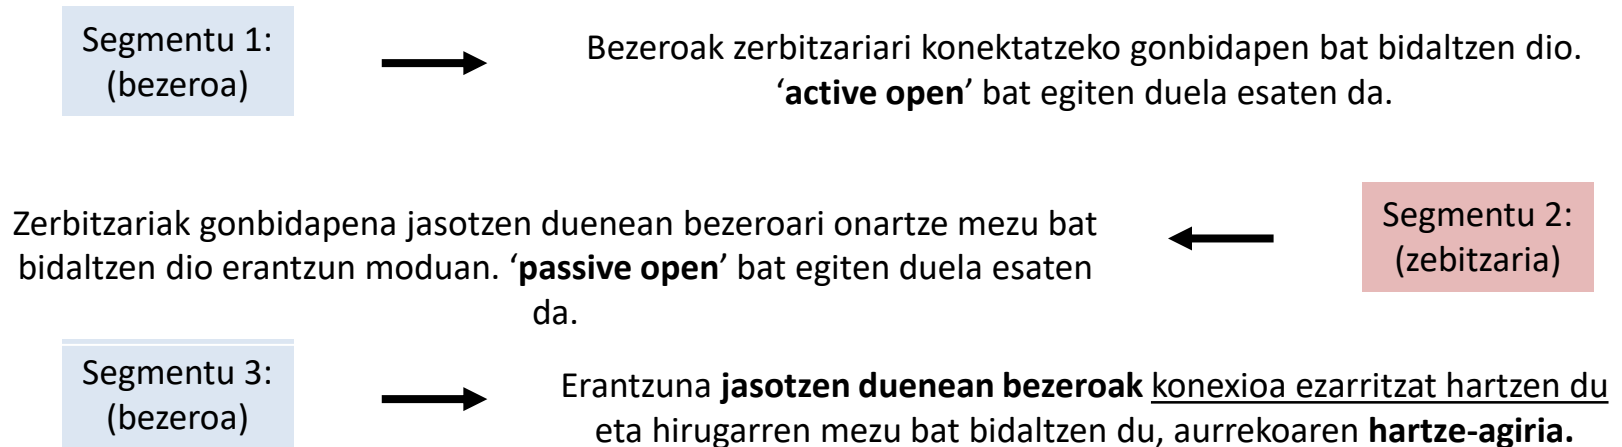 Segmentu 1:
(bezeroa)
Bezeroak zerbitzariari konektatzeko gonbidapen bat bidaltzen dio.
‘active open’ bat egiten duela esaten da.
Zerbitzariak gonbidapena jasotzen duenean bezeroari onartze mezu bat
bidaltzen dio erantzun moduan. ‘passive open’ bat egiten duela esaten
da.
Segmentu 2:
(zebitzaria)
Segmentu 3:
(bezeroa)
Erantzuna jasotzen duenean bezeroak konexioa ezarritzat hartzen du
eta hirugarren mezu bat bidaltzen du, aurrekoaren hartze-agiria.